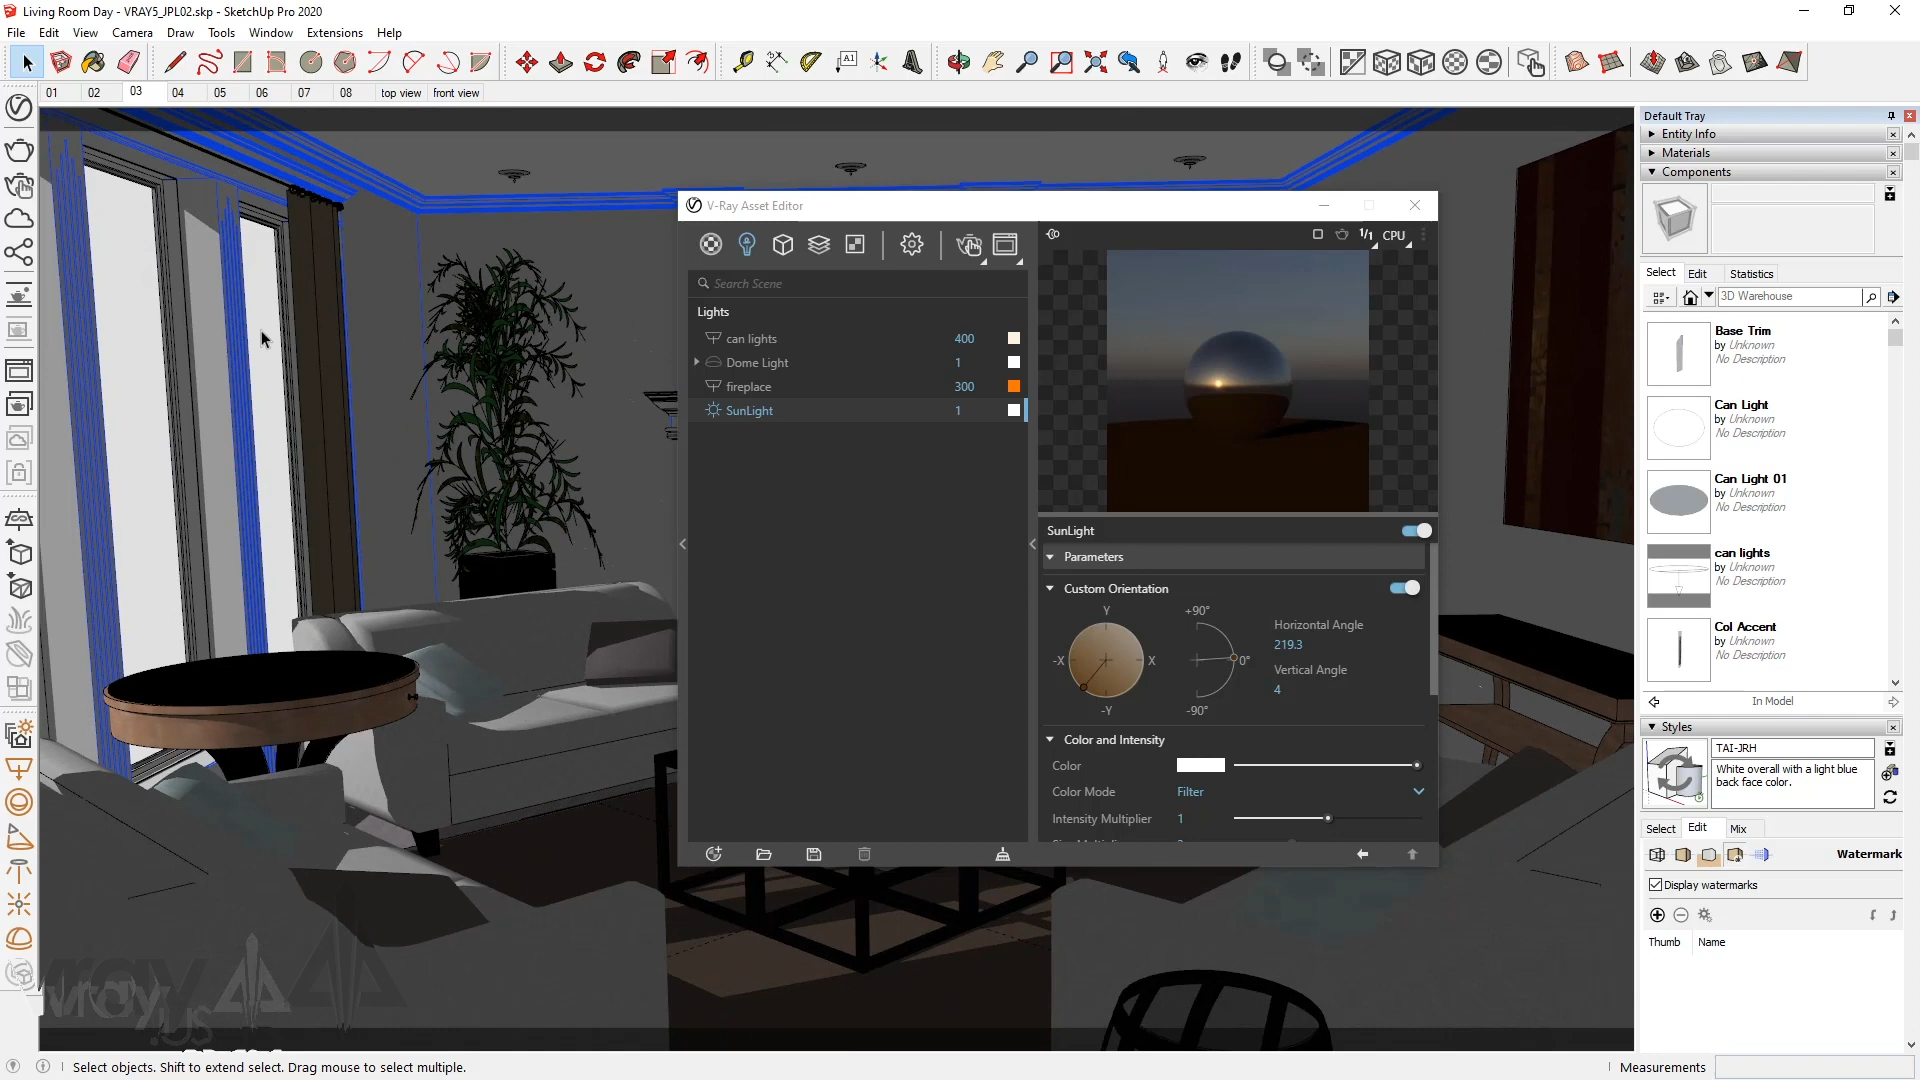 Living Room Day - VRAY5_JPL02.skp - SketchUp Pro 2020
File Edit View Camera Draw Tools Window Extensions Help
A1
01 02 03 04 05 06 07 08 top view front view
V-Ray Asset Editor
1/1 CPU
Search Scene
Lights
can lights 400
Dome Light 1
fireplace 300
SunLight 1
SunLight
Parameters
Custom Orientation
Y +90°
Horizontal Angle
219.3
-X X 0°
Vertical Angle
4
-Y -90°
Color and Intensity
Color
Color Mode Filter
Intensity Multiplier 1
Default Tray
Entity Info
Materials
Components
Select Edit Statistics
3D Warehouse
Base Trim
by Unknown
No Description
Can Light
by Unknown
No Description
Can Light 01
by Unknown
No Description
can lights
by Unknown
No Description
Col Accent
by Unknown
No Description
In Model
Styles
TAI-JRH
White overall with a light blue
back face color.
Select Edit Mix
Watermark
Display watermarks
Thumb Name
Select objects. Shift to extend select. Drag mouse to select multiple.
Measurements